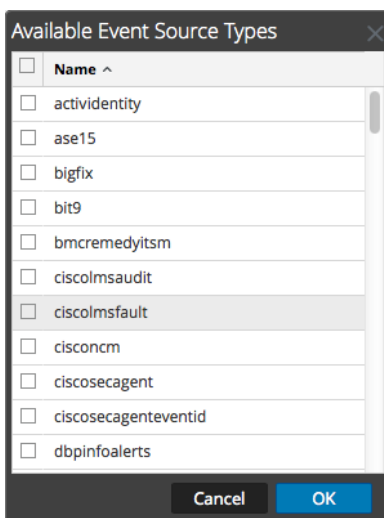 Available Event Source Types
Name
actividentity
ase15
bigfix
bit9
bmcremedyitsm
ciscolmsaudit
ciscolmsfault
cisconcm
ciscosecagent
ciscosecagenteventid
dbpinfoalerts
Cancel OK